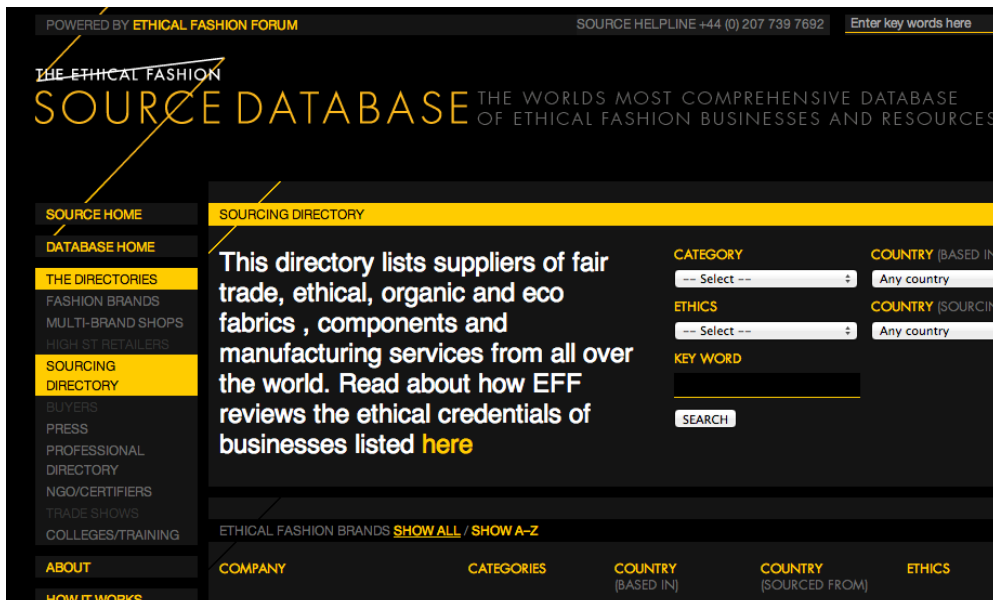 POWERED BY ETHICAL FASHION FORUM
SOURCE HELPLINE +44 (0) 207 739 7692
Enter key words here
THE ETHICAL FASHION
SOURCE DATABASE
THE WORLDS MOST COMPREHENSIVE DATABASE
OF ETHICAL FASHION BUSINESSES AND RESOURCES
SOURCE HOME
DATABASE HOME
THE DIRECTORIES
FASHION BRANDS
MULTI-BRAND SHOPS
HIGH ST RETAILERS
SOURCING
DIRECTORY
BUYERS
PRESS
PROFESSIONAL
DIRECTORY
NGO/CERTIFIERS
TRADE SHOWS
COLLEGES/TRAINING
ABOUT
HOW IT WORKS
SOURCING DIRECTORY
This directory lists suppliers of fair
trade, ethical, organic and eco
fabrics , components and
manufacturing services from all over
the world. Read about how EFF
reviews the ethical credentials of
businesses listed here
CATEGORY
-- Select --
ETHICS
-- Select --
KEY WORD
SEARCH
COUNTRY (BASED IN
Any country
COUNTRY (SOURCIN
Any country
ETHICAL FASHION BRANDS SHOW ALL / SHOW A–Z
COMPANY
CATEGORIES
COUNTRY
(BASED IN)
COUNTRY
(SOURCED FROM)
ETHICS